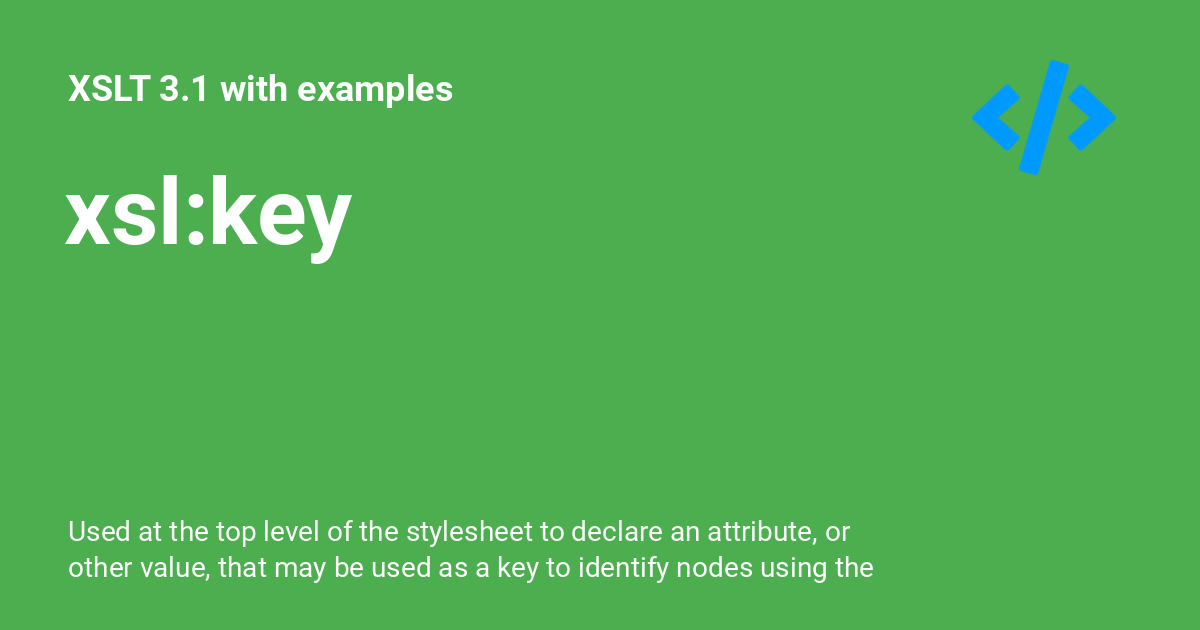 XSLT 3.1 with examples
xsl:key
Used at the top level of the stylesheet to declare an attribute, or
other value, that may be used as a key to identify nodes using the